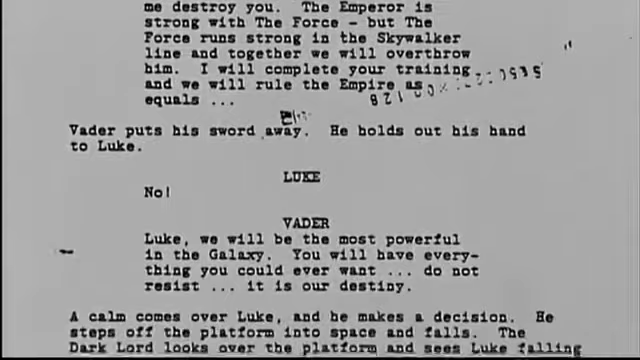 me destroy you. The Emperor is
strong with The Force - but The
Force runs strong in the Skywalker
line and together we will overthrow
him. I will complete your training
and we will rule the Empire as
equals ...
Vader puts his sword away. He holds out his hand
to Luke.
LUKE
No!
VADER
Luke, we will be the most powerful
in the Galaxy. You will have every-
thing you could ever want ... do not
resist ... it is our destiny.
A calm comes over Luke, and he makes a decision. He
steps off the platform into space and falls. The
Dark Lord looks over the platform and sees Luke falling